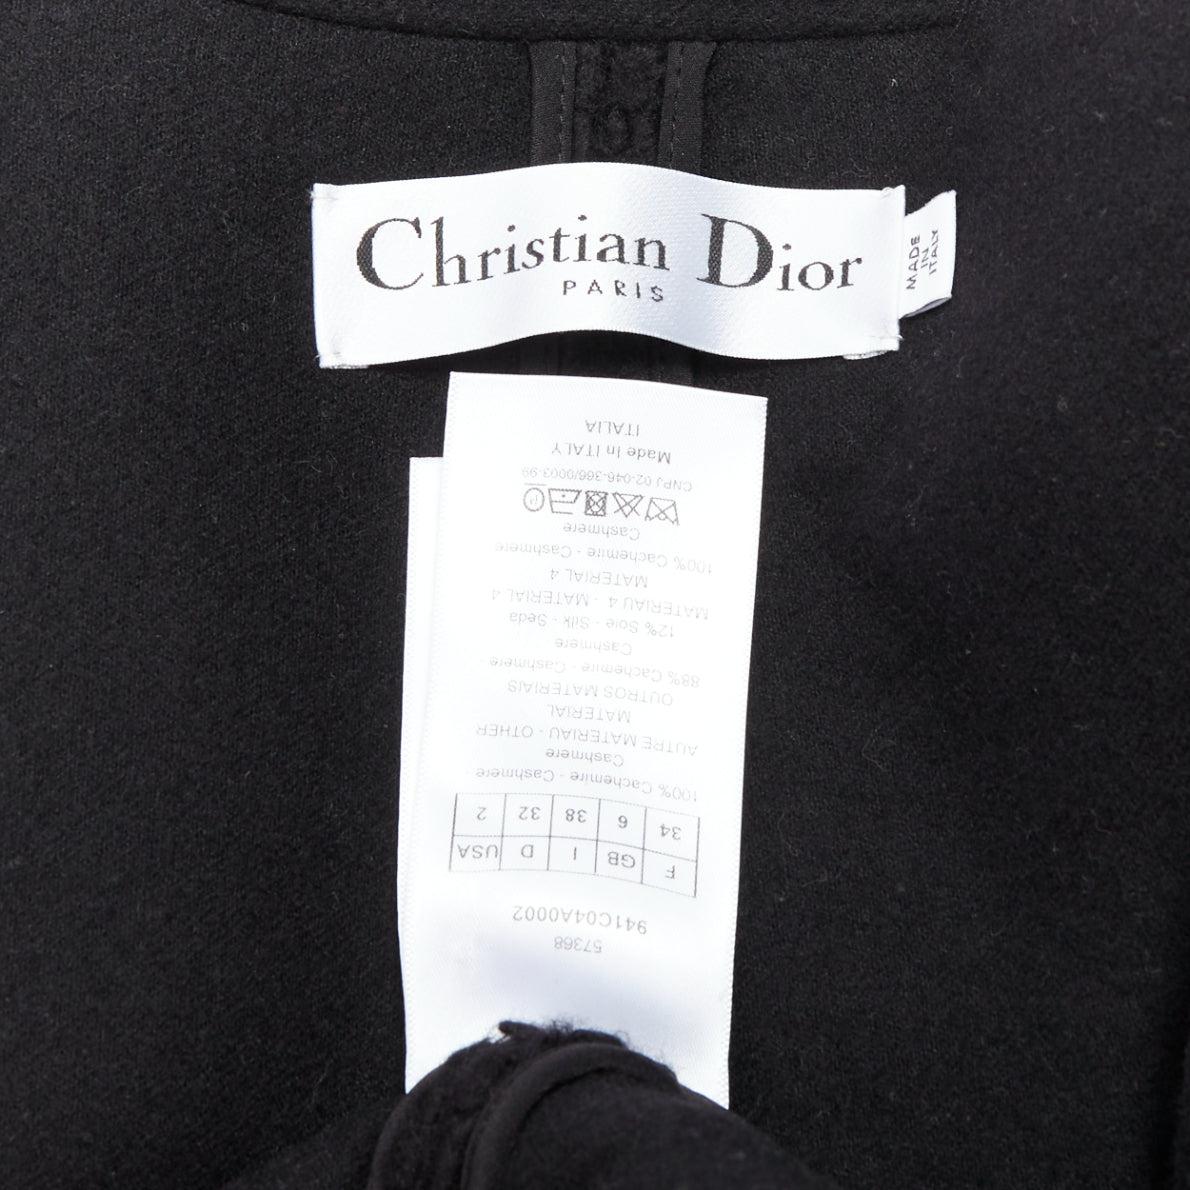 Christian Dior
PARIS
MADE
IN
ITALY
57368
941C04A0002
F GB I D USA
34 6 38 32 2
100% Cachemire - Cashmere -
Cashmere
AUTRE MATERIAU - OTHER
MATERIAL
OUTROS MATERIAIS
88% Cachemire - Cashmere -
Cashmere
12% Soie - Silk - Seda
MATERIAU 4 - MATERIAL 4
MATERIAL 4
100% Cachemire - Cashmere
Cashmere
P
CNPJ 02-046-366/0003-99
Made In ITALY
ITALIA